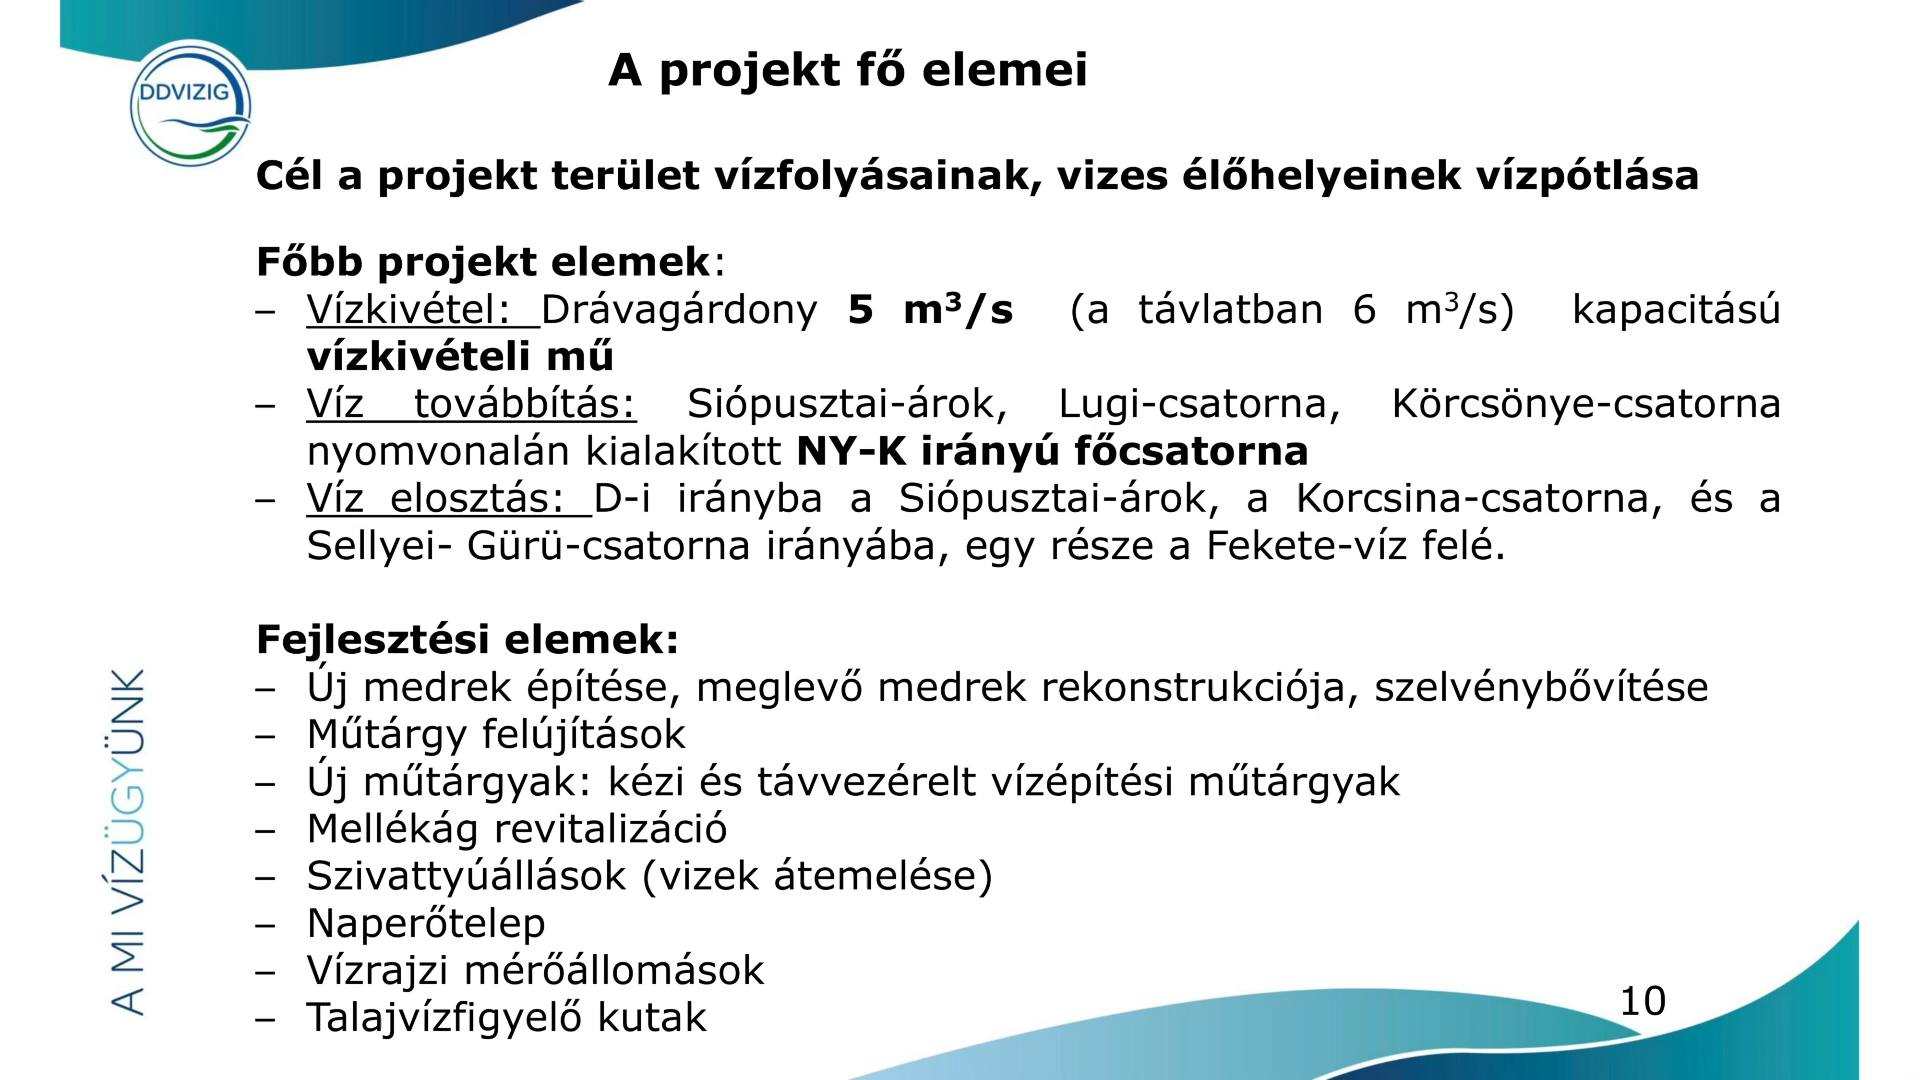 A projekt fő elemei
DDVIZIG
Cél a projekt terület vízfolyásainak, vizes élőhelyeinek vízpótlása
Főbb projekt elemek:
– Vízkivétel: Drávagárdony 5 m³/s (a távlatban 6 m³/s) kapacitású
vízkivételi mű
– Víz továbbítás: Siópusztai-árok, Lugi-csatorna, Körcsönye-csatorna
nyomvonalán kialakított NY-K irányú főcsatorna
– Víz elosztás: D-i irányba a Siópusztai-árok, a Korcsina-csatorna, és a
Sellyei- Gürü-csatorna irányába, egy része a Fekete-víz felé.
Fejlesztési elemek:
– Új medrek építése, meglevő medrek rekonstrukciója, szelvénybővítése
– Műtárgy felújítások
– Új műtárgyak: kézi és távvezérelt vízépítési műtárgyak
– Mellékág revitalizáció
– Szivattyúállások (vizek átemelése)
– Naperőtelep
– Vízrajzi mérőállomások
– Talajvízfigyelő kutak
A MI VÍZÜGYÜNK
10